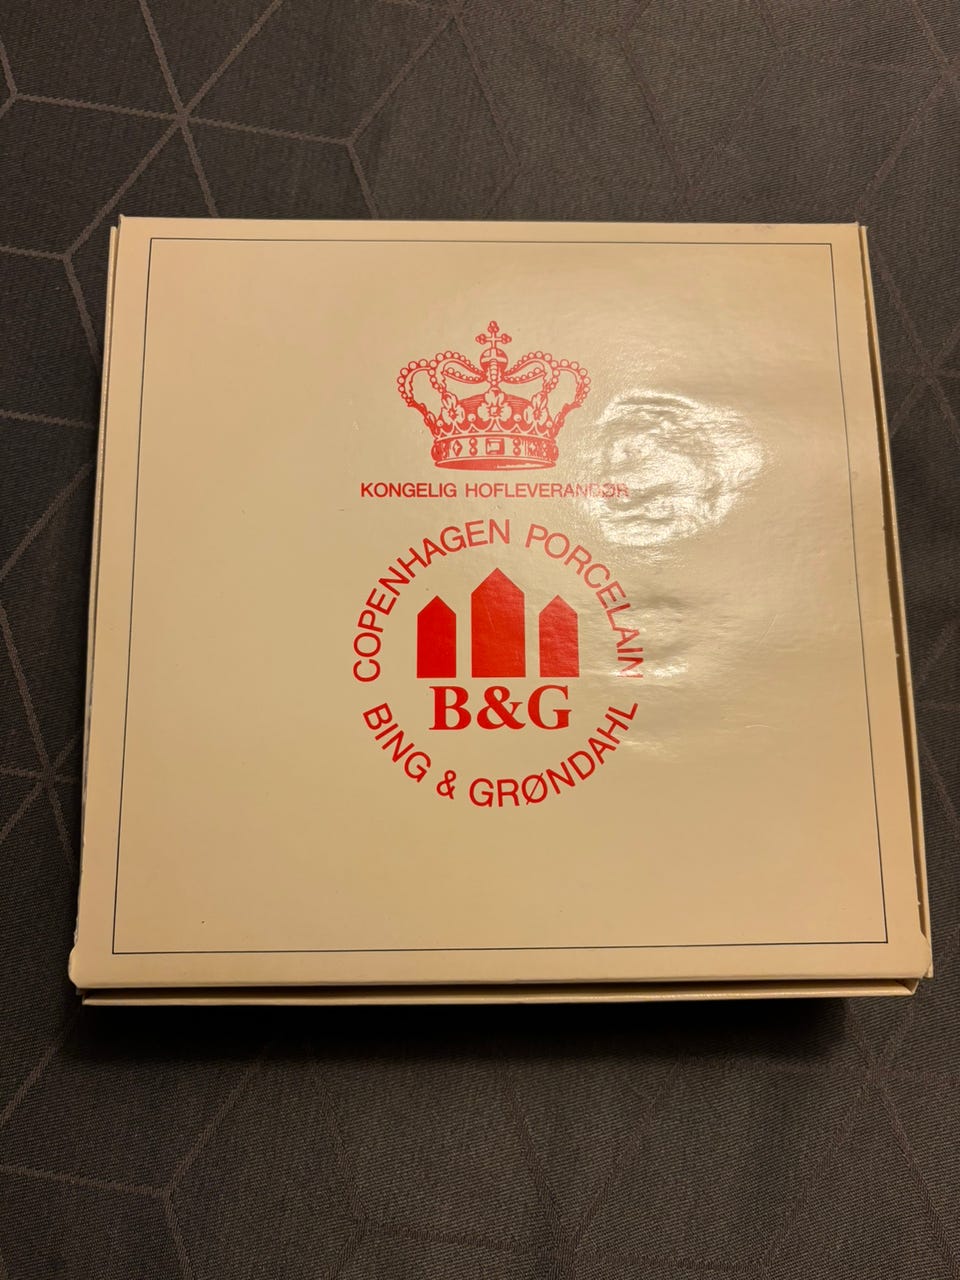 KONGELIG HOFLEVERANDØR
COPENHAGEN PORCELAIN
B&G
BING & GRØNDAHL